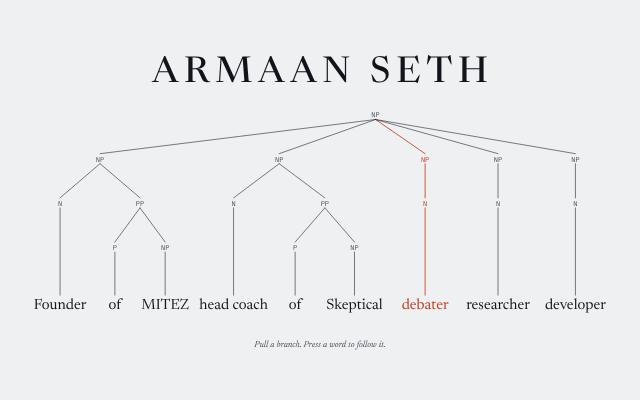 ARMAAN SETH
NP
NP NP NP NP NP
N PP N PP N N N
P NP P NP
Founder of MITEZ head coach of Skeptical debater researcher developer
Pull a branch. Press a word to follow it.